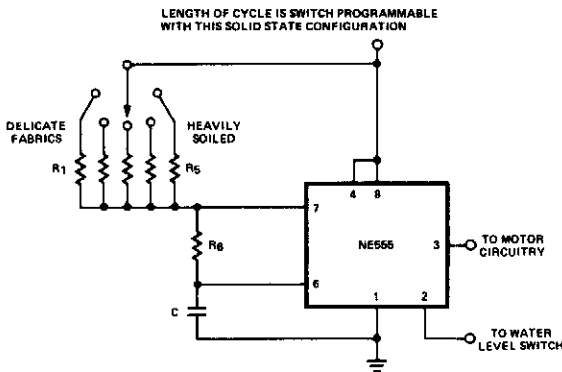 LENGTH OF CYCLE IS SWITCH PROGRAMMABLE
WITH THIS SOLID STATE CONFIGURATION
DELICATE
FABRICS
HEAVILY
SOILED
R1
R5
4
8
7
R6
NE555
3
TO MOTOR
CIRCUITRY
6
C
1
2
TO WATER
LEVEL SWITCH